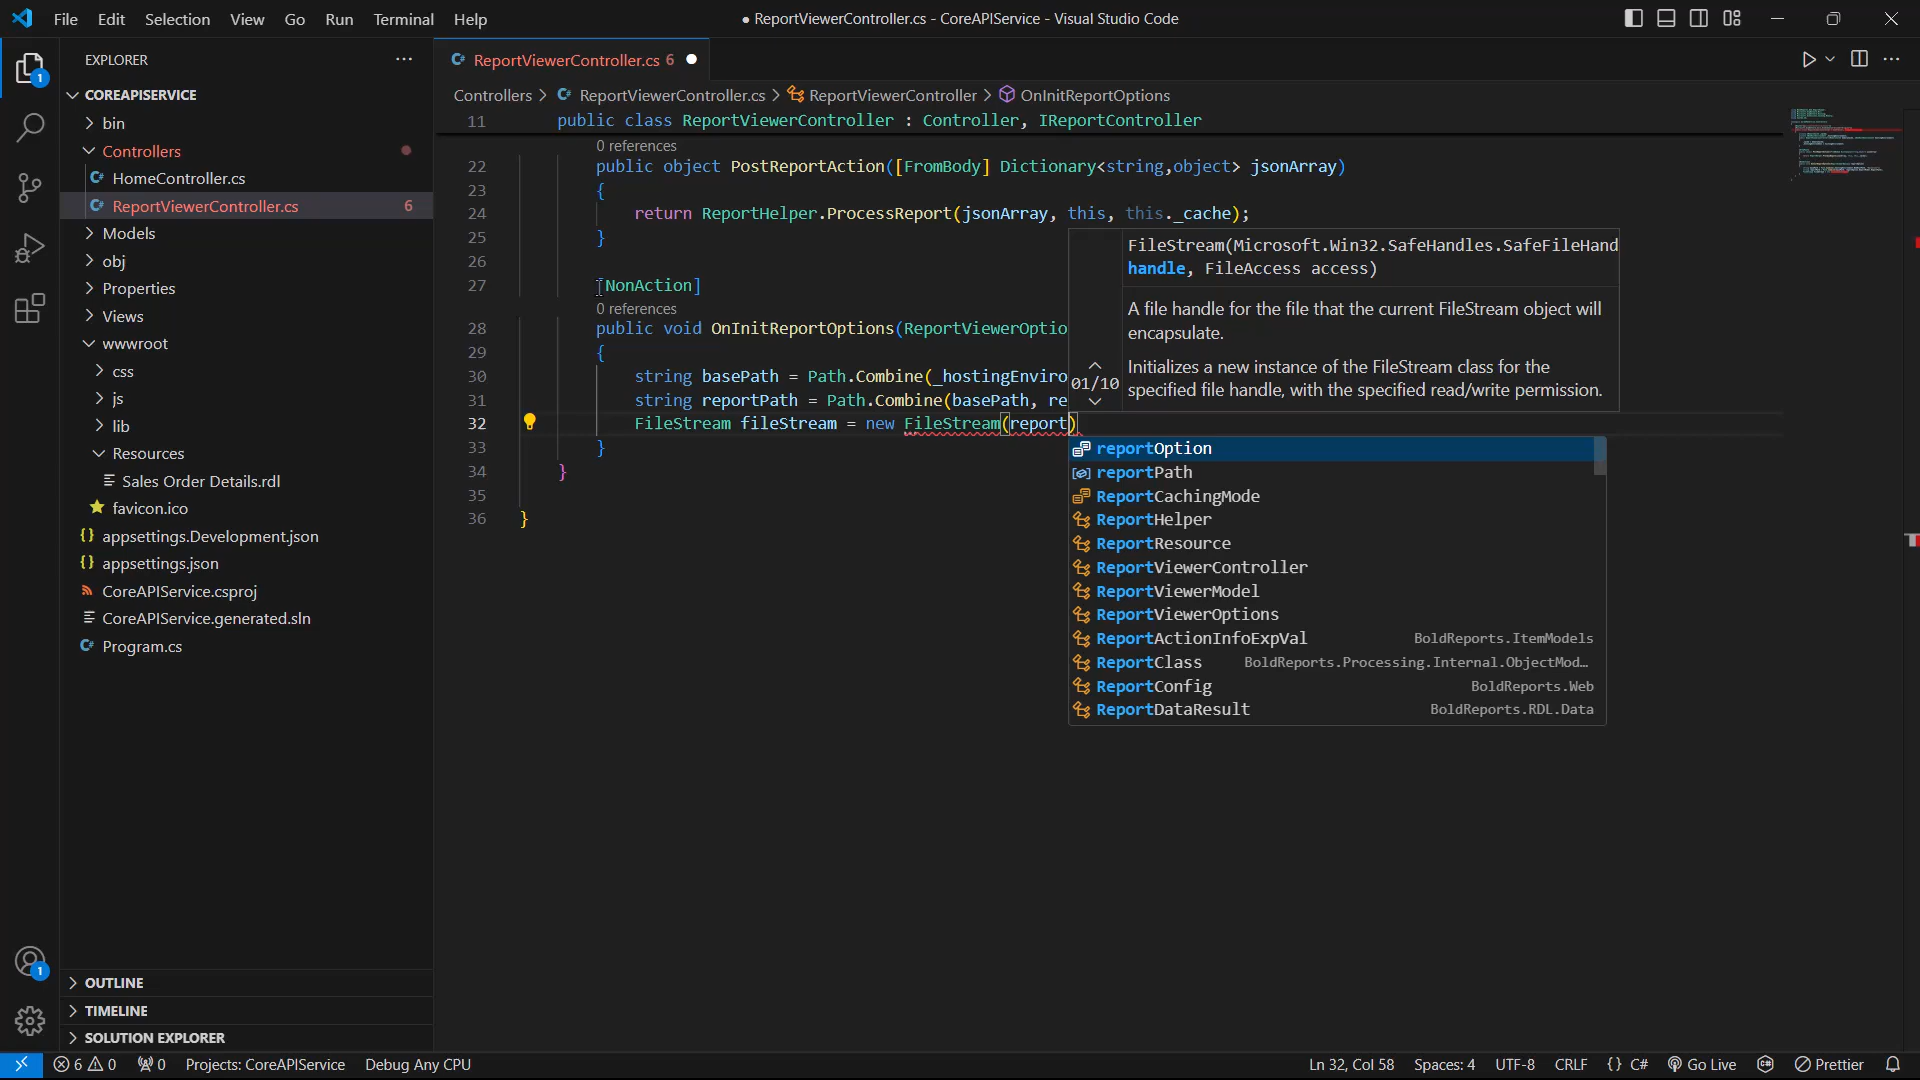 File Edit Selection View Go Run Terminal Help
● ReportViewerController.cs - CoreAPIService - Visual Studio Code
EXPLORER
COREAPISERVICE
bin
Controllers
HomeController.cs
ReportViewerController.cs 6
Models
obj
Properties
Views
wwwroot
css
js
lib
Resources
Sales Order Details.rdl
favicon.ico
appsettings.Development.json
appsettings.json
CoreAPIService.csproj
CoreAPIService.generated.sln
Program.cs
OUTLINE
TIMELINE
SOLUTION EXPLORER
1
1
ReportViewerController.cs 6
Controllers > ReportViewerController.cs > ReportViewerController > OnInitReportOptions
11 public class ReportViewerController : Controller, IReportController
0 references
22 public object PostReportAction([FromBody] Dictionary<string,object> jsonArray)
23 {
24 return ReportHelper.ProcessReport(jsonArray, this, this._cache);
25 }
26
27 [NonAction]
0 references
28 public void OnInitReportOptions(ReportViewerOptio
29 {
30 string basePath = Path.Combine(_hostingEnviro
31 string reportPath = Path.Combine(basePath, re
32 FileStream fileStream = new FileStream(report)
33 }
34 }
35
36 }
01/10
FileStream(Microsoft.Win32.SafeHandles.SafeFileHand
handle, FileAccess access)
A file handle for the file that the current FileStream object will
encapsulate.
Initializes a new instance of the FileStream class for the
specified file handle, with the specified read/write permission.
reportOption
reportPath
ReportCachingMode
ReportHelper
ReportResource
ReportViewerController
ReportViewerModel
ReportViewerOptions
ReportActionInfoExpVal BoldReports.ItemModels
ReportClass BoldReports.Processing.Internal.ObjectMod…
ReportConfig BoldReports.Web
ReportDataResult BoldReports.RDL.Data
6 0 0 Projects: CoreAPIService Debug Any CPU
Ln 32, Col 58 Spaces: 4 UTF-8 CRLF {} C# Go Live Prettier